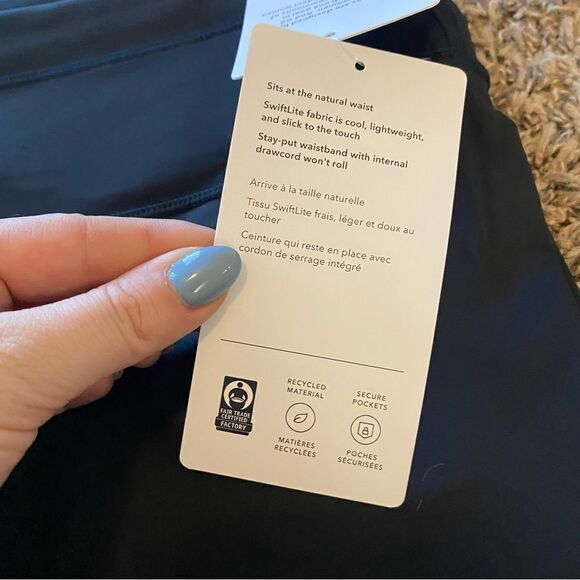 Sits at the natural waist
SwiftLite fabric is cool, lightweight,
and slick to the touch
Stay-put waistband with internal
drawcord won't roll
Arrive à la taille naturelle
Tissu SwiftLite frais, léger et doux au
toucher
Ceinture qui reste en place avec
cordon de serrage intégré
FAIR TRADE
CERTIFIED
FACTORY
RECYCLED
MATERIAL
MATIÈRES
RECYCLÉES
SECURE
POCKETS
POCHES
SÉCURISÉES